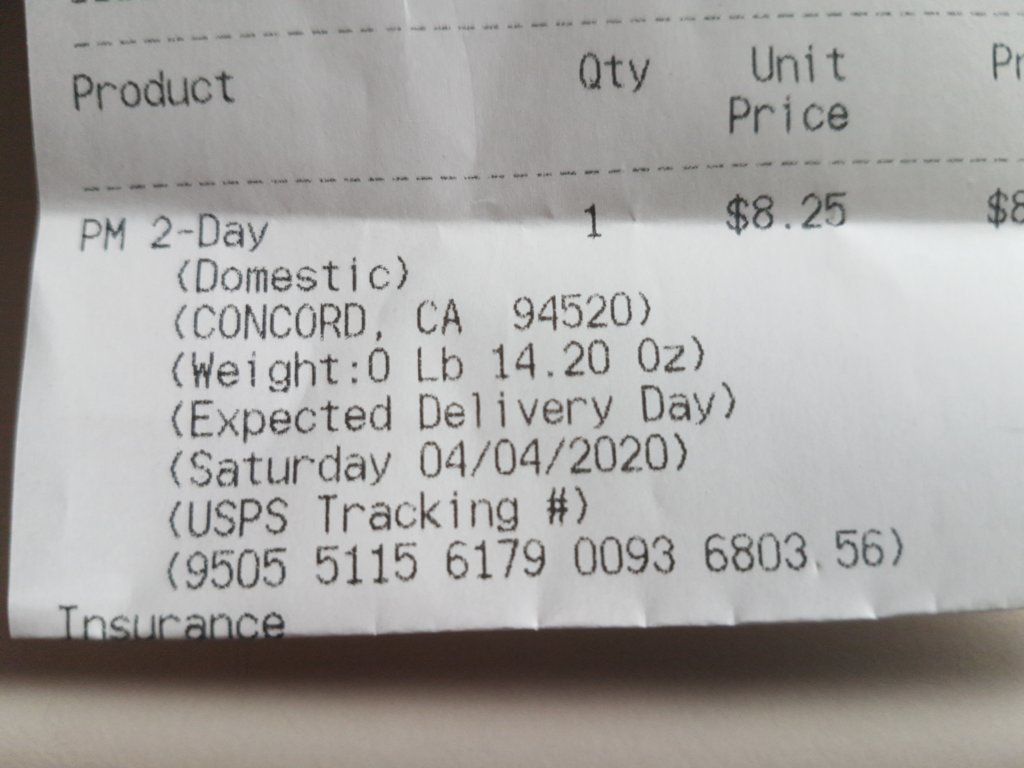 Product Qty Unit Price
PM 2-Day 1 $8.25
(Domestic)
(CONCORD, CA 94520)
(Weight:0 Lb 14.20 Oz)
(Expected Delivery Day)
(Saturday 04/04/2020)
(USPS Tracking #)
(9505 5115 6179 0093 6803 56)
Insurance